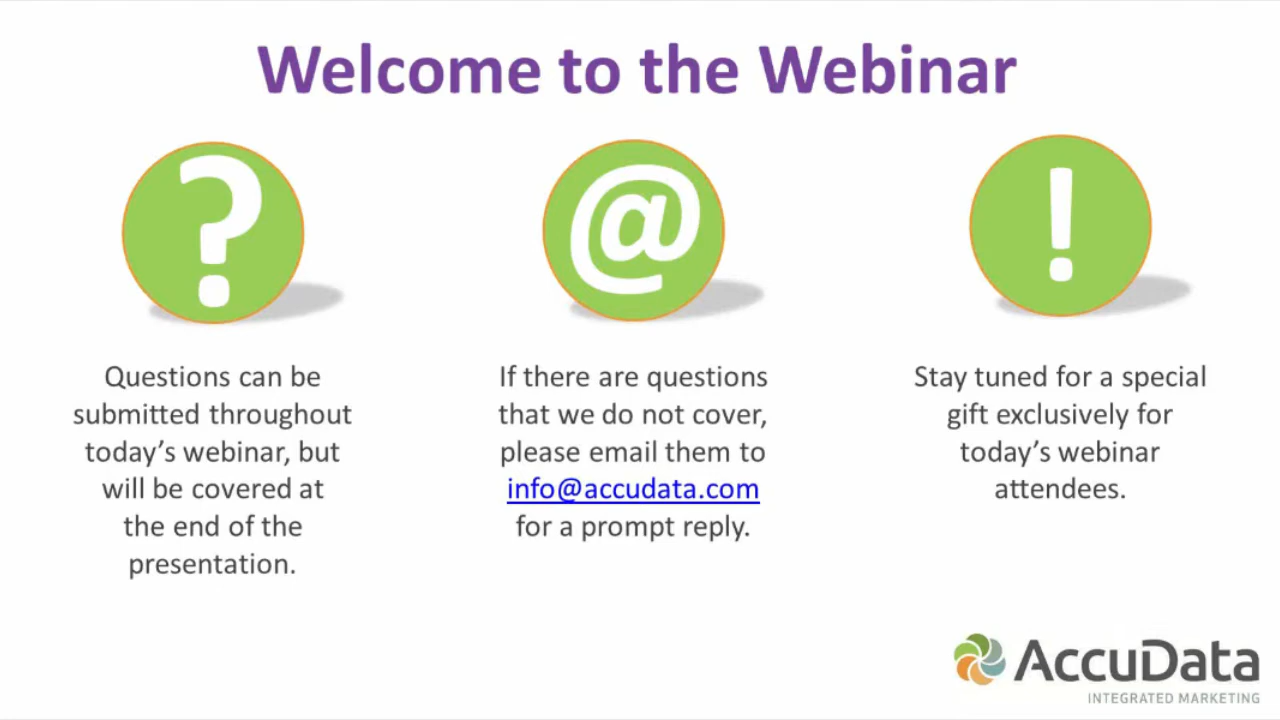 Welcome to the Webinar
?
@
!
Questions can be
submitted throughout
today’s webinar, but
will be covered at
the end of the
presentation.
If there are questions
that we do not cover,
please email them to
info@accudata.com
for a prompt reply.
Stay tuned for a special
gift exclusively for
today’s webinar
attendees.
AccuData
INTEGRATED MARKETING